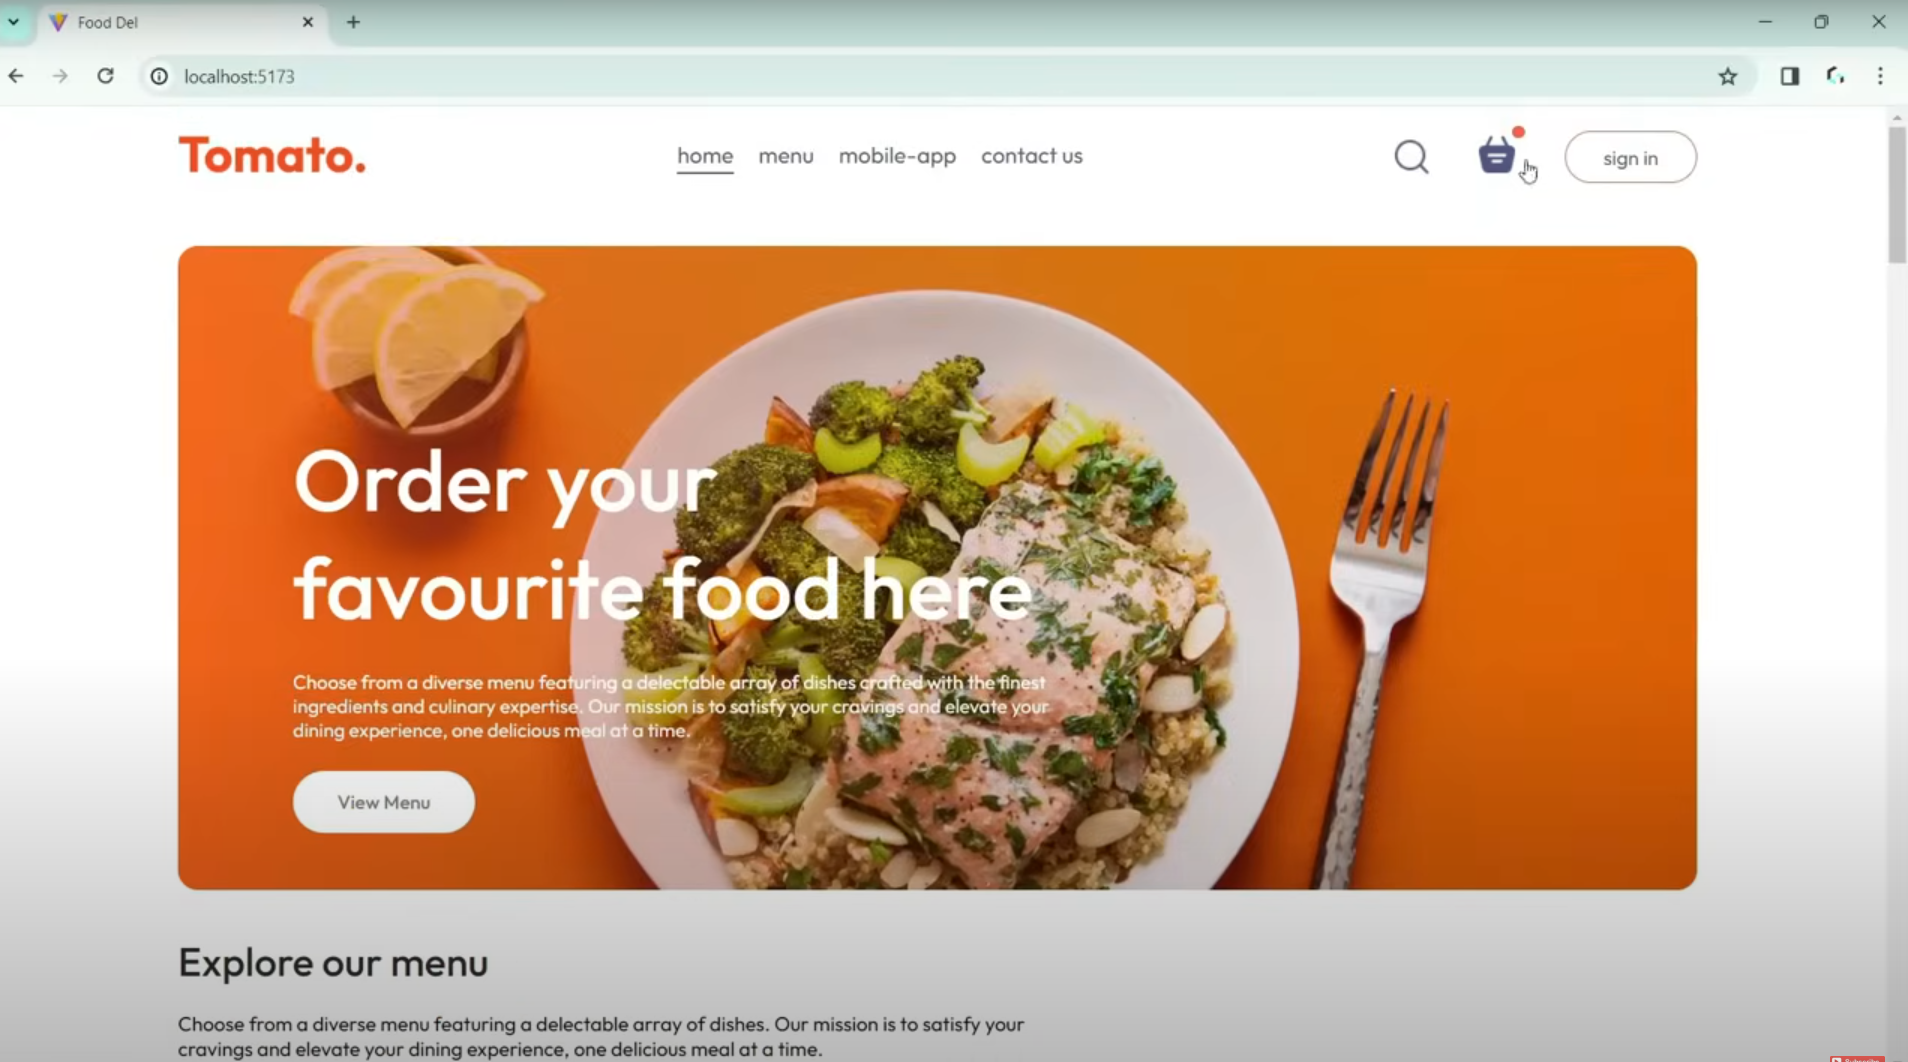 Food Del
localhost:5173
Tomato.
home menu mobile-app contact us
sign in
Order your
favourite food here
Choose from a diverse menu featuring a delectable array of dishes crafted with the finest
ingredients and culinary expertise. Our mission is to satisfy your cravings and elevate your
dining experience, one delicious meal at a time.
View Menu
Explore our menu
Choose from a diverse menu featuring a delectable array of dishes. Our mission is to satisfy your
cravings and elevate your dining experience, one delicious meal at a time.